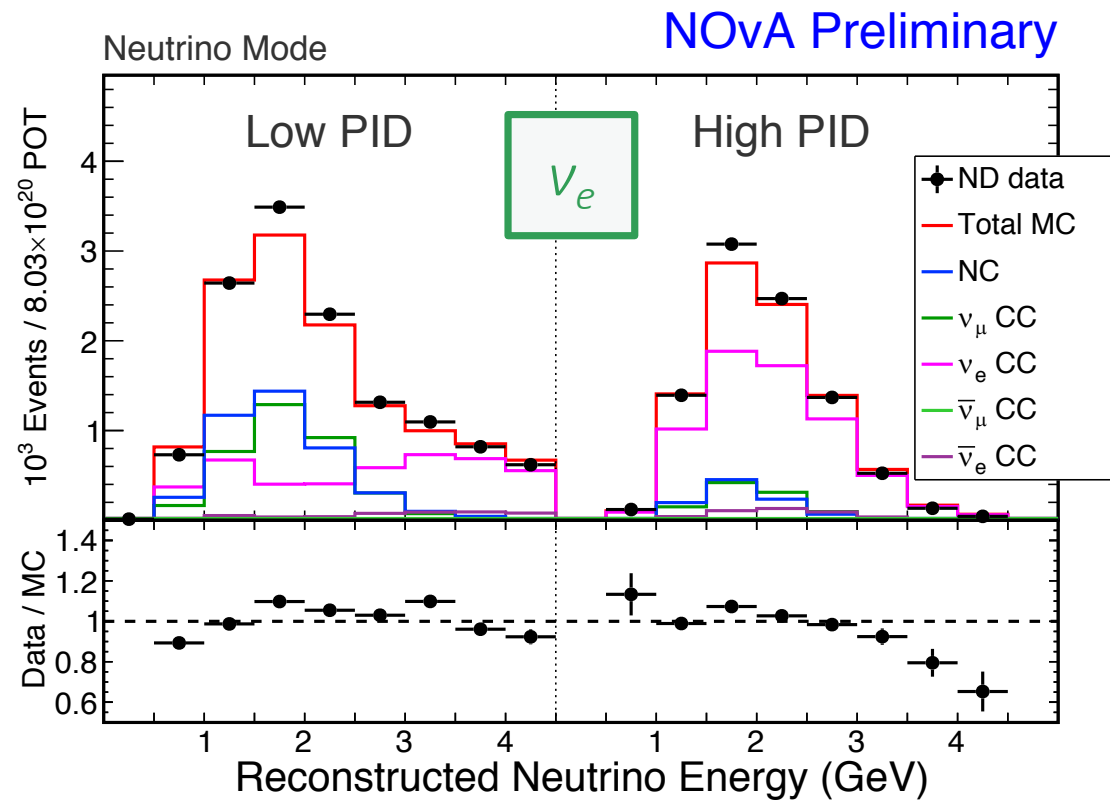 Neutrino Mode
NOvA Preliminary
10³ Events / 8.03×10²⁰ POT
4
3
2
1
Low PID
νₑ
High PID
ND data
Total MC
NC
ν_μ CC
νₑ CC
ν̅_μ CC
ν̅ₑ CC
Data / MC
1.4
1.2
1
0.8
0.6
1 2 3 4 1 2 3 4
Reconstructed Neutrino Energy (GeV)